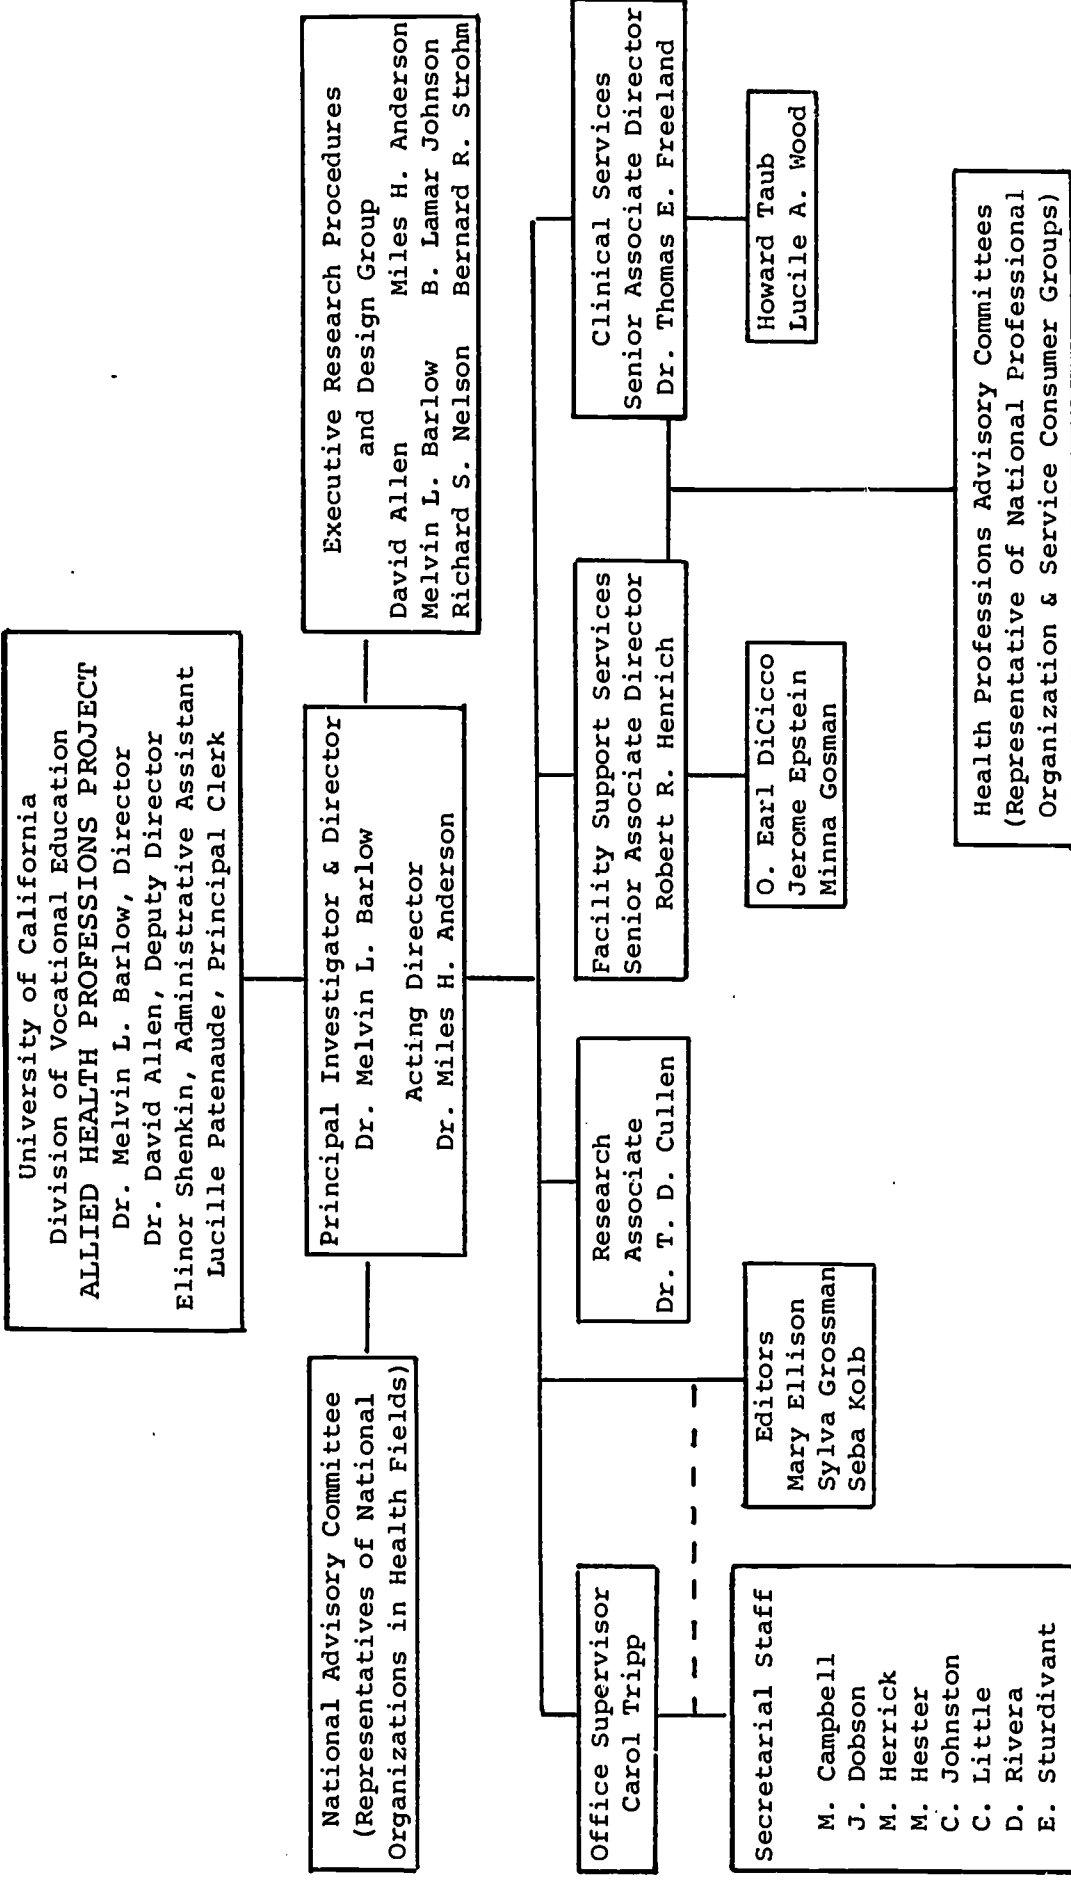 University of California
Division of Vocational Education
ALLIED HEALTH PROFESSIONS PROJECT
Dr. Melvin L. Barlow, Director
Dr. David Allen, Deputy Director
Elinor Shenkin, Administrative Assistant
Lucille Patenaude, Principal Clerk
National Advisory Committee
(Representatives of National
Organizations in Health Fields)
Principal Investigator & Director
Dr. Melvin L. Barlow
Acting Director
Dr. Miles H. Anderson
Executive Research Procedures
and Design Group
David Allen Miles H. Anderson
Melvin L. Barlow B. Lamar Johnson
Richard S. Nelson Bernard R. Strohm
Office Supervisor
Carol Tripp
Research
Associate
Dr. T. D. Cullen
Facility Support Services
Senior Associate Director
Robert R. Henrich
Clinical Services
Senior Associate Director
Dr. Thomas E. Freeland
Secretarial Staff
M. Campbell
J. Dobson
M. Herrick
M. Hester
C. Johnston
C. Little
D. Rivera
E. Sturdivant
Editors
Mary Ellison
Sylva Grossman
Seba Kolb
O. Earl DiCicco
Jerome Epstein
Minna Gosman
Howard Taub
Lucile A. Wood
Health Professions Advisory Committees
(Representative of National Professional
Organization & Service Consumer Groups)